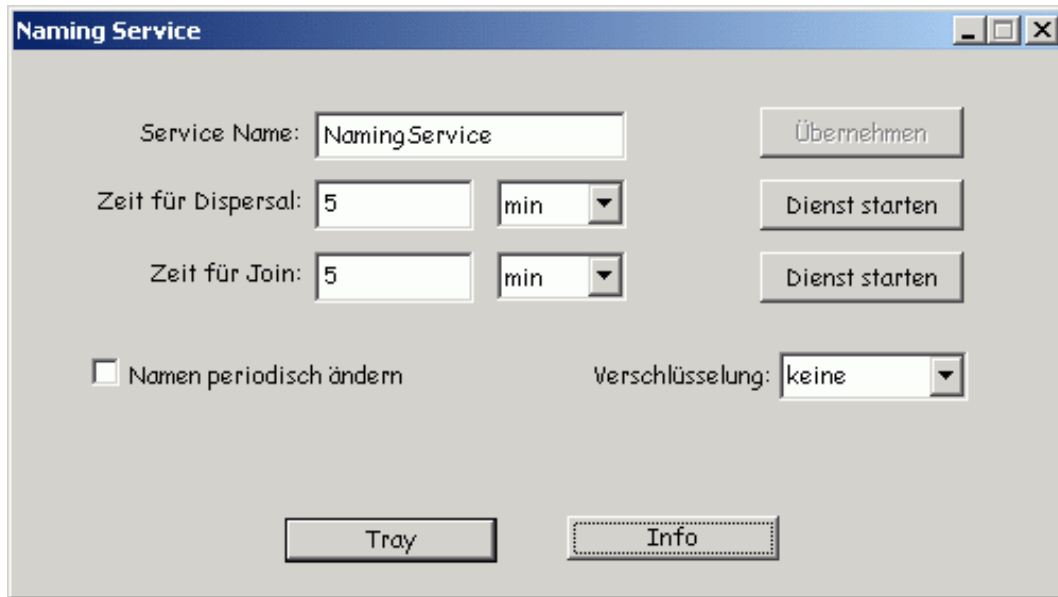 Naming Service
Service Name: NamingService Übernehmen
Zeit für Dispersal: 5 min Dienst starten
Zeit für Join: 5 min Dienst starten
Namen periodisch ändern Verschlüsselung: keine
Tray Info